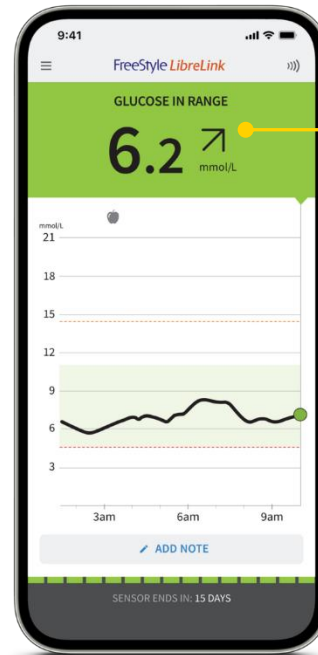 9:41
FreeStyle LibreLink
GLUCOSE IN RANGE
6.2
mmol/L
mmol/L
21
18
15
12
9
6
3
3am 6am 9am
ADD NOTE
SENSOR ENDS IN: 15 DAYS